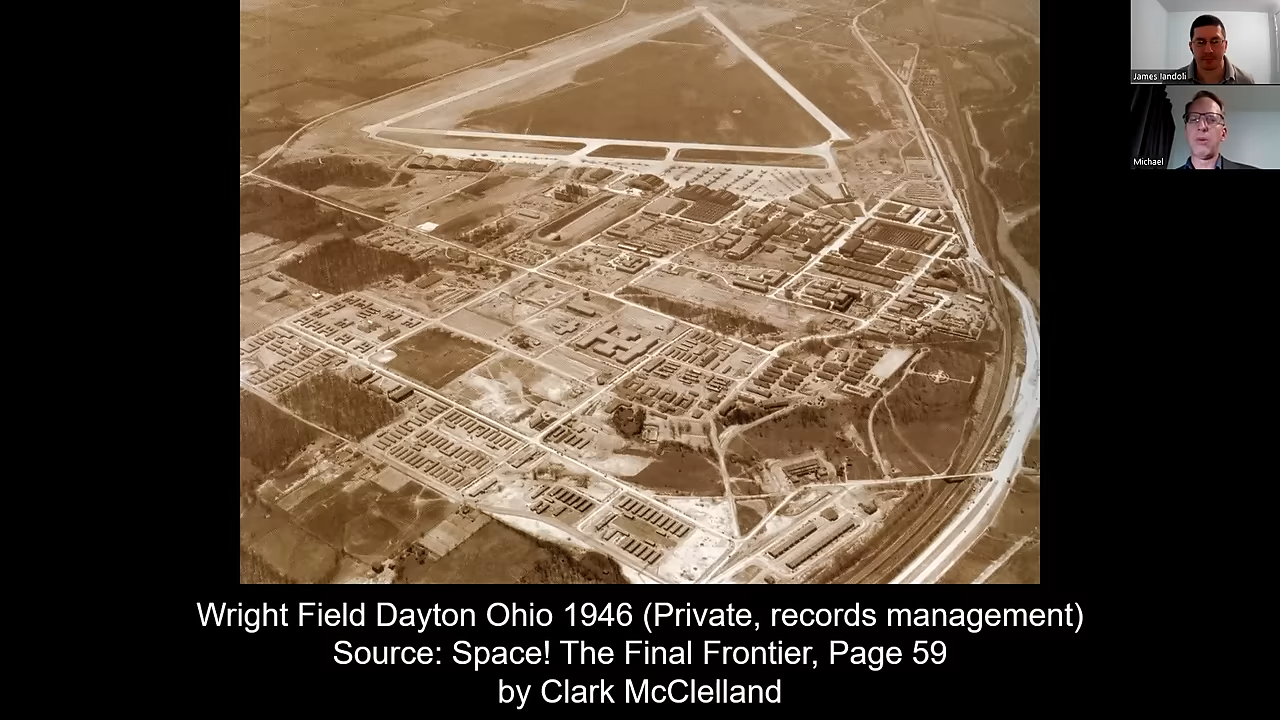 James Iandoli
Michael
Wright Field Dayton Ohio 1946 (Private, records management)
Source: Space! The Final Frontier, Page 59
by Clark McClelland